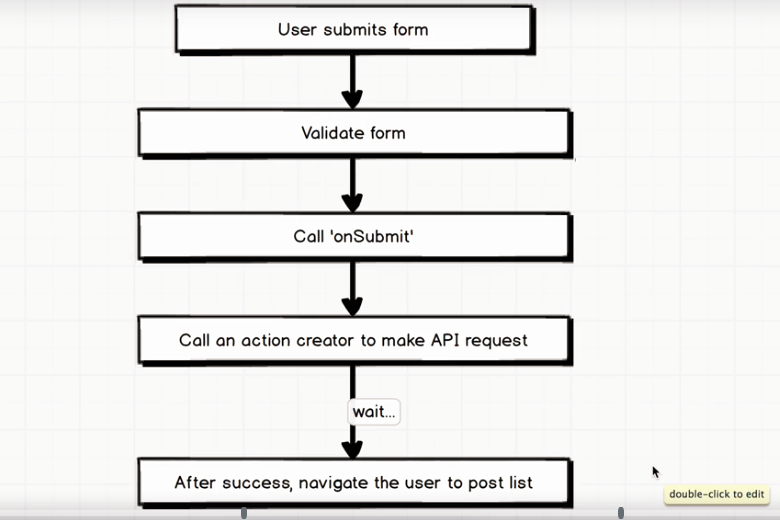 User submits form
Validate form
Call 'onSubmit'
Call an action creator to make API request
wait...
After success, navigate the user to post list
double-click to edit